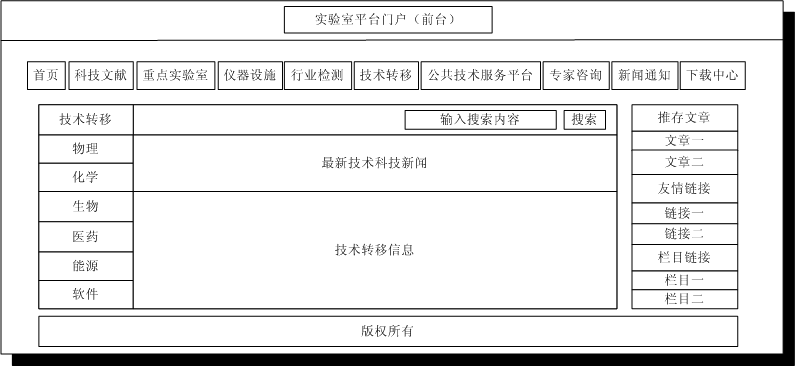 实验室平台门户（前台）
首页 科技文献 重点实验室 仪器设施 行业检测 技术转移 公共技术服务平台 专家咨询 新闻通知 下载中心
技术转移
物理
化学
生物
医药
能源
软件
输入搜索内容 搜索
最新技术科技新闻
技术转移信息
推存文章
文章一
文章二
友情链接
链接一
链接二
栏目链接
栏目一
栏目二
版权所有